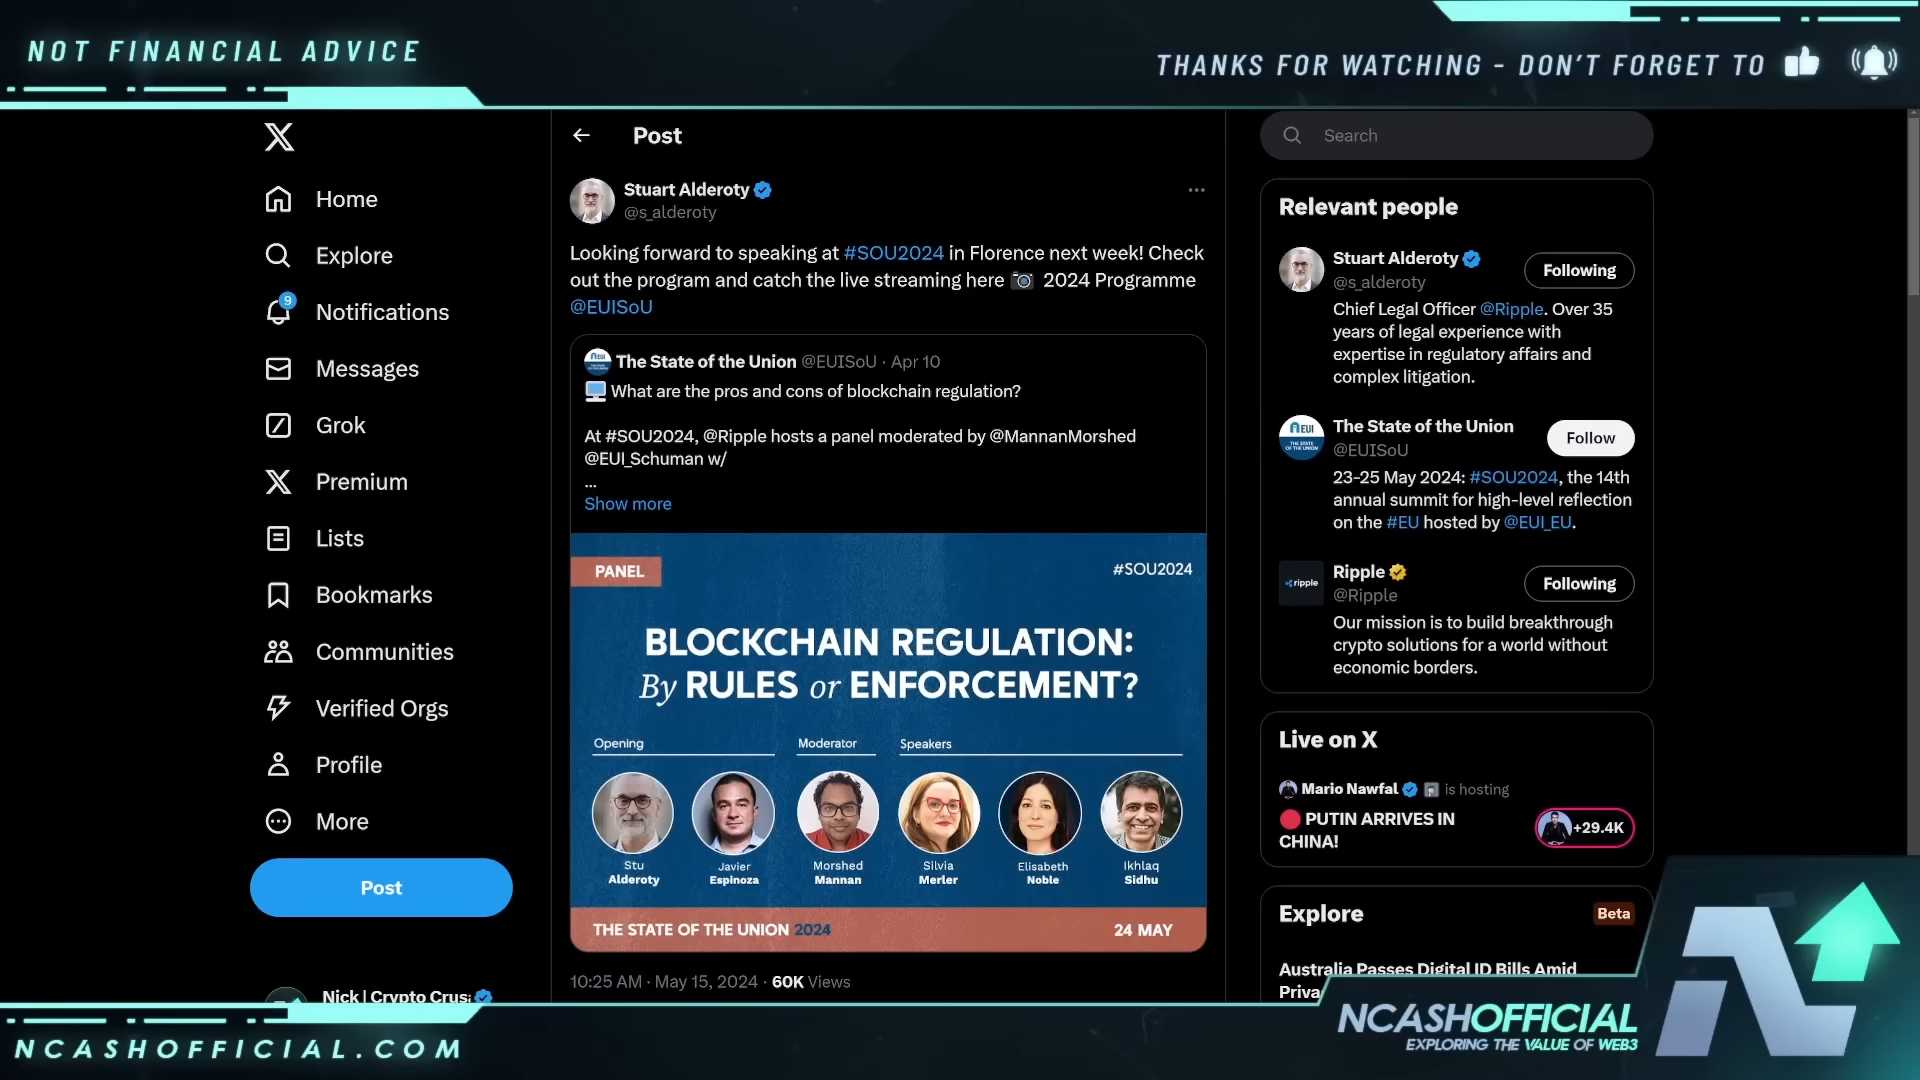 NOT FINANCIAL ADVICE
THANKS FOR WATCHING - DON'T FORGET TO
Home
Explore
9
Notifications
Messages
Grok
Premium
Lists
Bookmarks
Communities
Verified Orgs
Profile
More
Post
Nick | Crypto Crus
Post
Stuart Alderoty
@s_alderoty
Looking forward to speaking at #SOU2024 in Florence next week! Check
out the program and catch the live streaming here 📷 2024 Programme
@EUISoU
The State of the Union @EUISoU · Apr 10
🖥️ What are the pros and cons of blockchain regulation?
At #SOU2024, @Ripple hosts a panel moderated by @MannanMorshed
@EUI_Schuman w/
...
Show more
PANEL
#SOU2024
BLOCKCHAIN REGULATION:
By RULES or ENFORCEMENT?
Opening
Moderator
Speakers
Stu
Alderoty
Javier
Espinoza
Morshed
Mannan
Silvia
Merler
Elisabeth
Noble
Ikhlaq
Sidhu
THE STATE OF THE UNION 2024
24 MAY
10:25 AM · May 15, 2024 · 60K Views
Search
Relevant people
Stuart Alderoty
@s_alderoty
Following
Chief Legal Officer @Ripple. Over 35
years of legal experience with
expertise in regulatory affairs and
complex litigation.
EUI
THE STATE
OF THE UNION
The State of the Union
@EUISoU
Follow
23-25 May 2024: #SOU2024, the 14th
annual summit for high-level reflection
on the #EU hosted by @EUI_EU.
ripple
Ripple
@Ripple
Following
Our mission is to build breakthrough
crypto solutions for a world without
economic borders.
Live on X
Mario Nawfal is hosting
🔴 PUTIN ARRIVES IN
CHINA!
+29.4K
Explore
Beta
Australia Passes Digital ID Bills Amid
Priva
NCASHOFFICIAL
EXPLORING THE VALUE OF WEB3
NCASHOFFICIAL.COM